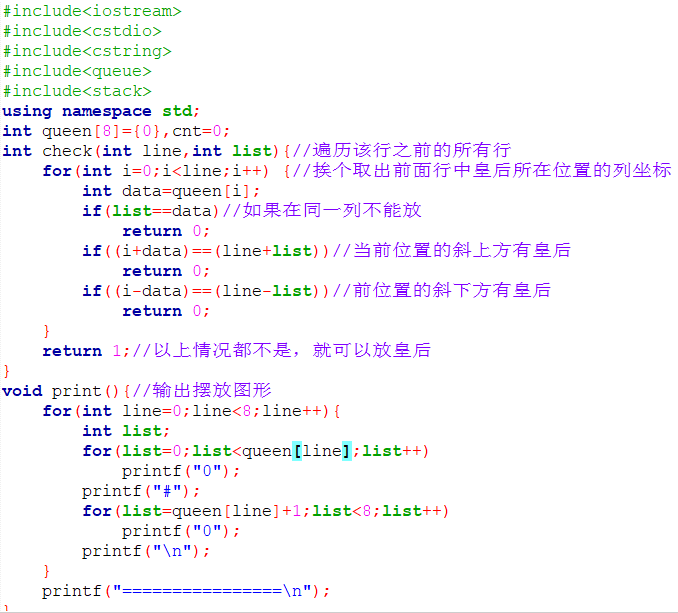 #include<iostream>
#include<cstdio>
#include<cstring>
#include<queue>
#include<stack>
using namespace std;
int queen[8]={0},cnt=0;
int check(int line,int list){//遍历该行之前的所有行
    for(int i=0;i<line;i++) {//挨个取出前面行中皇后所在位置的列坐标
        int data=queen[i];
        if(list==data)//如果在同一列不能放
            return 0;
        if((i+data)==(line+list))//当前位置的斜上方有皇后
            return 0;
        if((i-data)==(line-list))//前位置的斜下方有皇后
            return 0;
    }
    return 1;//以上情况都不是，就可以放皇后
}
void print(){//输出摆放图形
    for(int line=0;line<8;line++){
        int list;
        for(list=0;list<queen[line];list++)
            printf("0");
        printf("#");
        for(list=queen[line]+1;list<8;list++)
            printf("0");
        printf("\n");
    }
    printf("================\n");
}